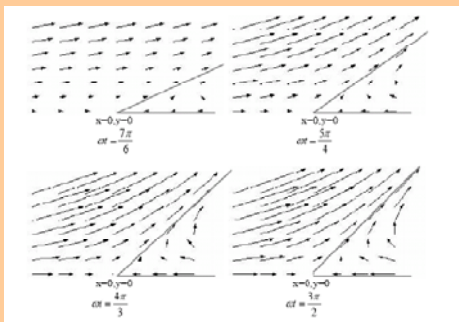 x=0,y=0
ωt = 7π/6
x=0,y=0
ωt = 5π/4
x=0,y=0
ωt = 4π/3
x=0,y=0
ωt = 3π/2